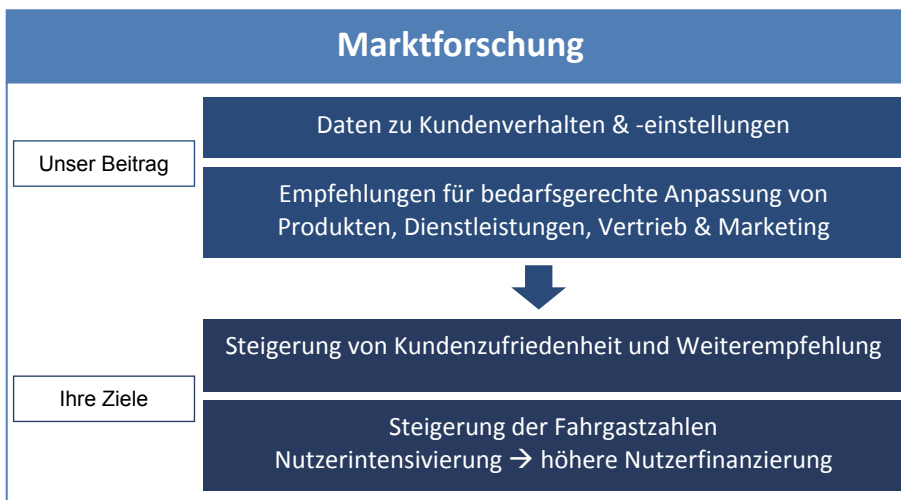 Marktforschung
Unser Beitrag
Daten zu Kundenverhalten & -einstellungen
Empfehlungen für bedarfsgerechte Anpassung von
Produkten, Dienstleistungen, Vertrieb & Marketing
Ihre Ziele
Steigerung von Kundenzufriedenheit und Weiterempfehlung
Steigerung der Fahrgastzahlen
Nutzerintensivierung → höhere Nutzerfinanzierung